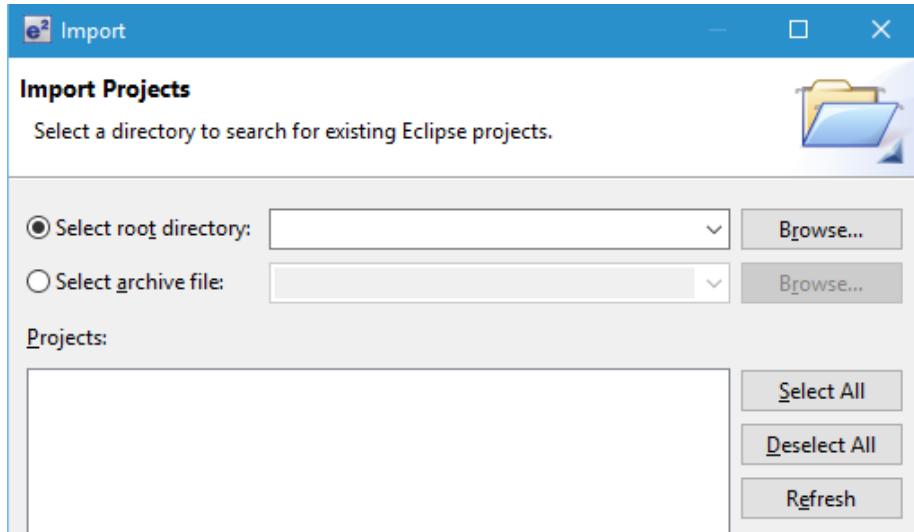 e² Import
Import Projects
Select a directory to search for existing Eclipse projects.
Select root directory: Browse...
Select archive file: Browse...
Projects:
Select All
Deselect All
Refresh